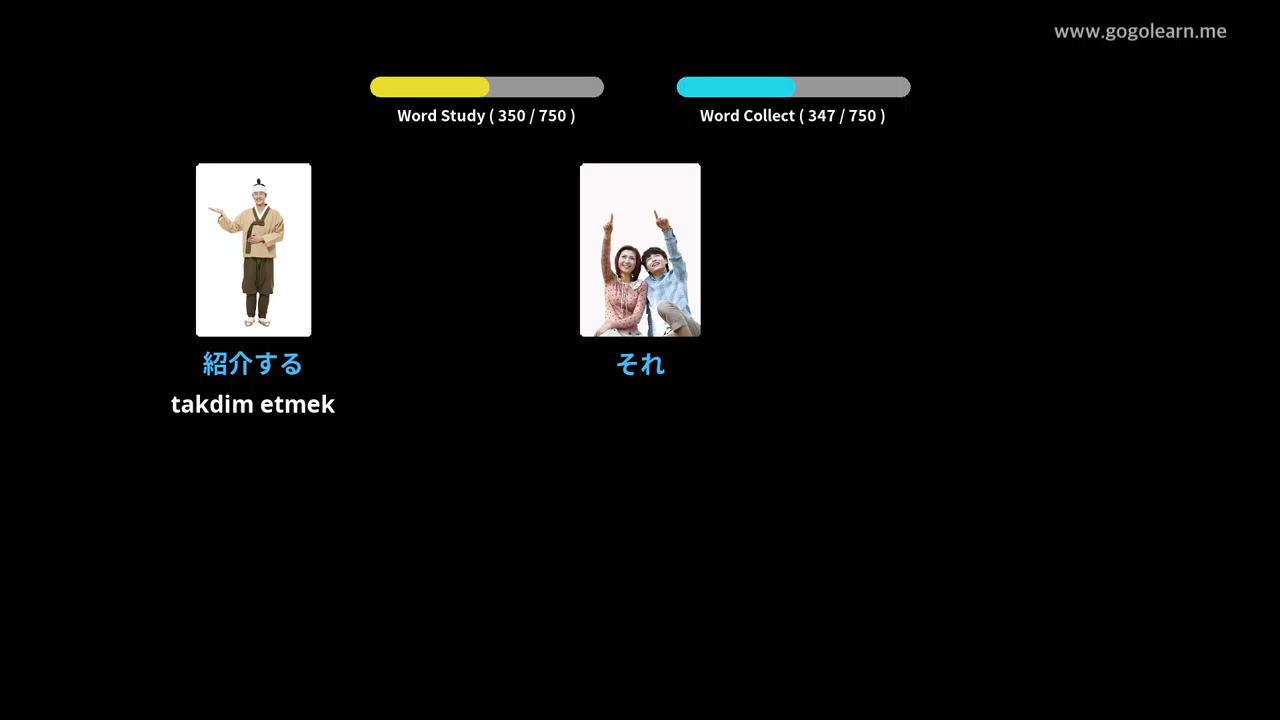 www.gogolearn.me
Word Study ( 350 / 750 )
Word Collect ( 347 / 750 )
紹介する
それ
takdim etmek